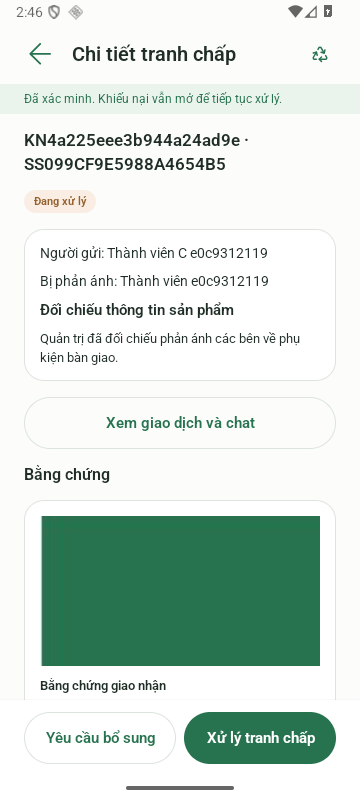 2:46
Chi tiết tranh chấp
Đã xác minh. Khiếu nại vẫn mở để tiếp tục xử lý.
KN4a225eee3b944a24ad9e ·
SS099CF9E5988A4654B5
Đang xử lý
Người gửi: Thành viên C e0c9312119
Bị phản ánh: Thành viên e0c9312119
Đối chiếu thông tin sản phẩm
Quản trị đã đối chiếu phản ánh các bên về phụ
kiện bàn giao.
Xem giao dịch và chat
Bằng chứng
Bằng chứng giao nhận
Yêu cầu bổ sung
Xử lý tranh chấp